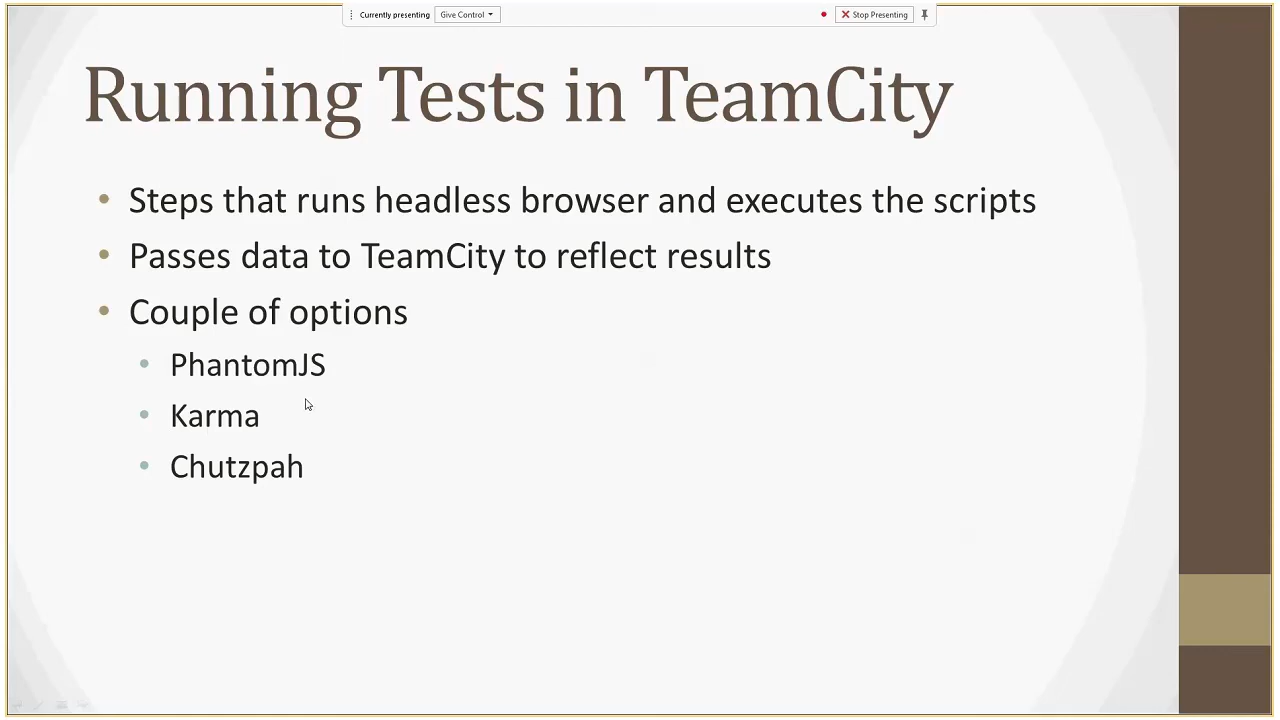 Currently presenting
Give Control
Stop Presenting
Running Tests in TeamCity
Steps that runs headless browser and executes the scripts
Passes data to TeamCity to reflect results
Couple of options
PhantomJS
Karma
Chutzpah